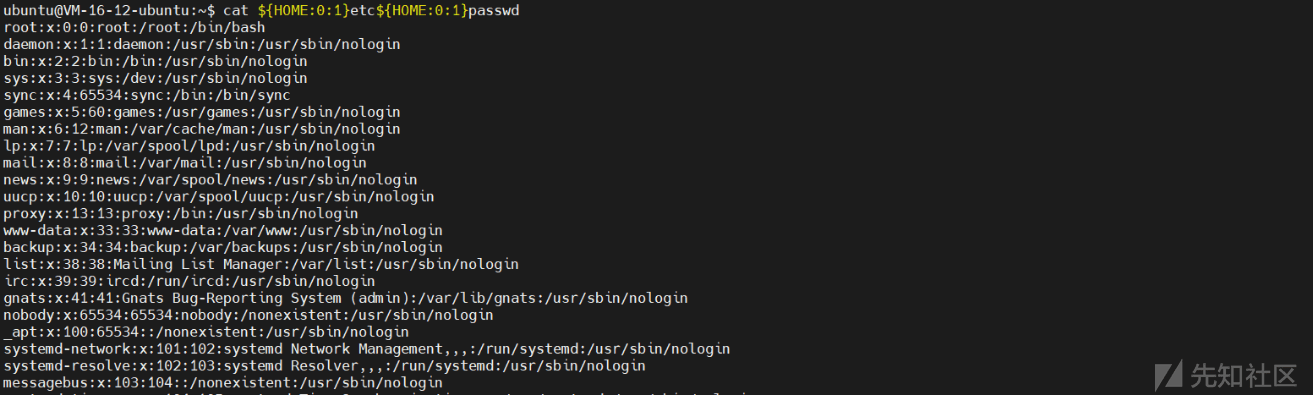 ubuntu@VM-16-12-ubuntu:~$ cat ${HOME:0:1}etc${HOME:0:1}passwd
root:x:0:0:root:/root:/bin/bash
daemon:x:1:1:daemon:/usr/sbin:/usr/sbin/nologin
bin:x:2:2:bin:/bin:/usr/sbin/nologin
sys:x:3:3:sys:/dev:/usr/sbin/nologin
sync:x:4:65534:sync:/bin:/bin/sync
games:x:5:60:games:/usr/games:/usr/sbin/nologin
man:x:6:12:man:/var/cache/man:/usr/sbin/nologin
lp:x:7:7:lp:/var/spool/lpd:/usr/sbin/nologin
mail:x:8:8:mail:/var/mail:/usr/sbin/nologin
news:x:9:9:news:/var/spool/news:/usr/sbin/nologin
uucp:x:10:10:uucp:/var/spool/uucp:/usr/sbin/nologin
proxy:x:13:13:proxy:/bin:/usr/sbin/nologin
www-data:x:33:33:www-data:/var/www:/usr/sbin/nologin
backup:x:34:34:backup:/var/backups:/usr/sbin/nologin
list:x:38:38:Mailing List Manager:/var/list:/usr/sbin/nologin
irc:x:39:39:ircd:/run/ircd:/usr/sbin/nologin
gnats:x:41:41:Gnats Bug-Reporting System (admin):/var/lib/gnats:/usr/sbin/nologin
nobody:x:65534:65534:nobody:/nonexistent:/usr/sbin/nologin
_apt:x:100:65534::/nonexistent:/usr/sbin/nologin
systemd-network:x:101:102:systemd Network Management,,,:/run/systemd:/usr/sbin/nologin
systemd-resolve:x:102:103:systemd Resolver,,,:/run/systemd:/usr/sbin/nologin
messagebus:x:103:104::/nonexistent:/usr/sbin/nologin
先知社区